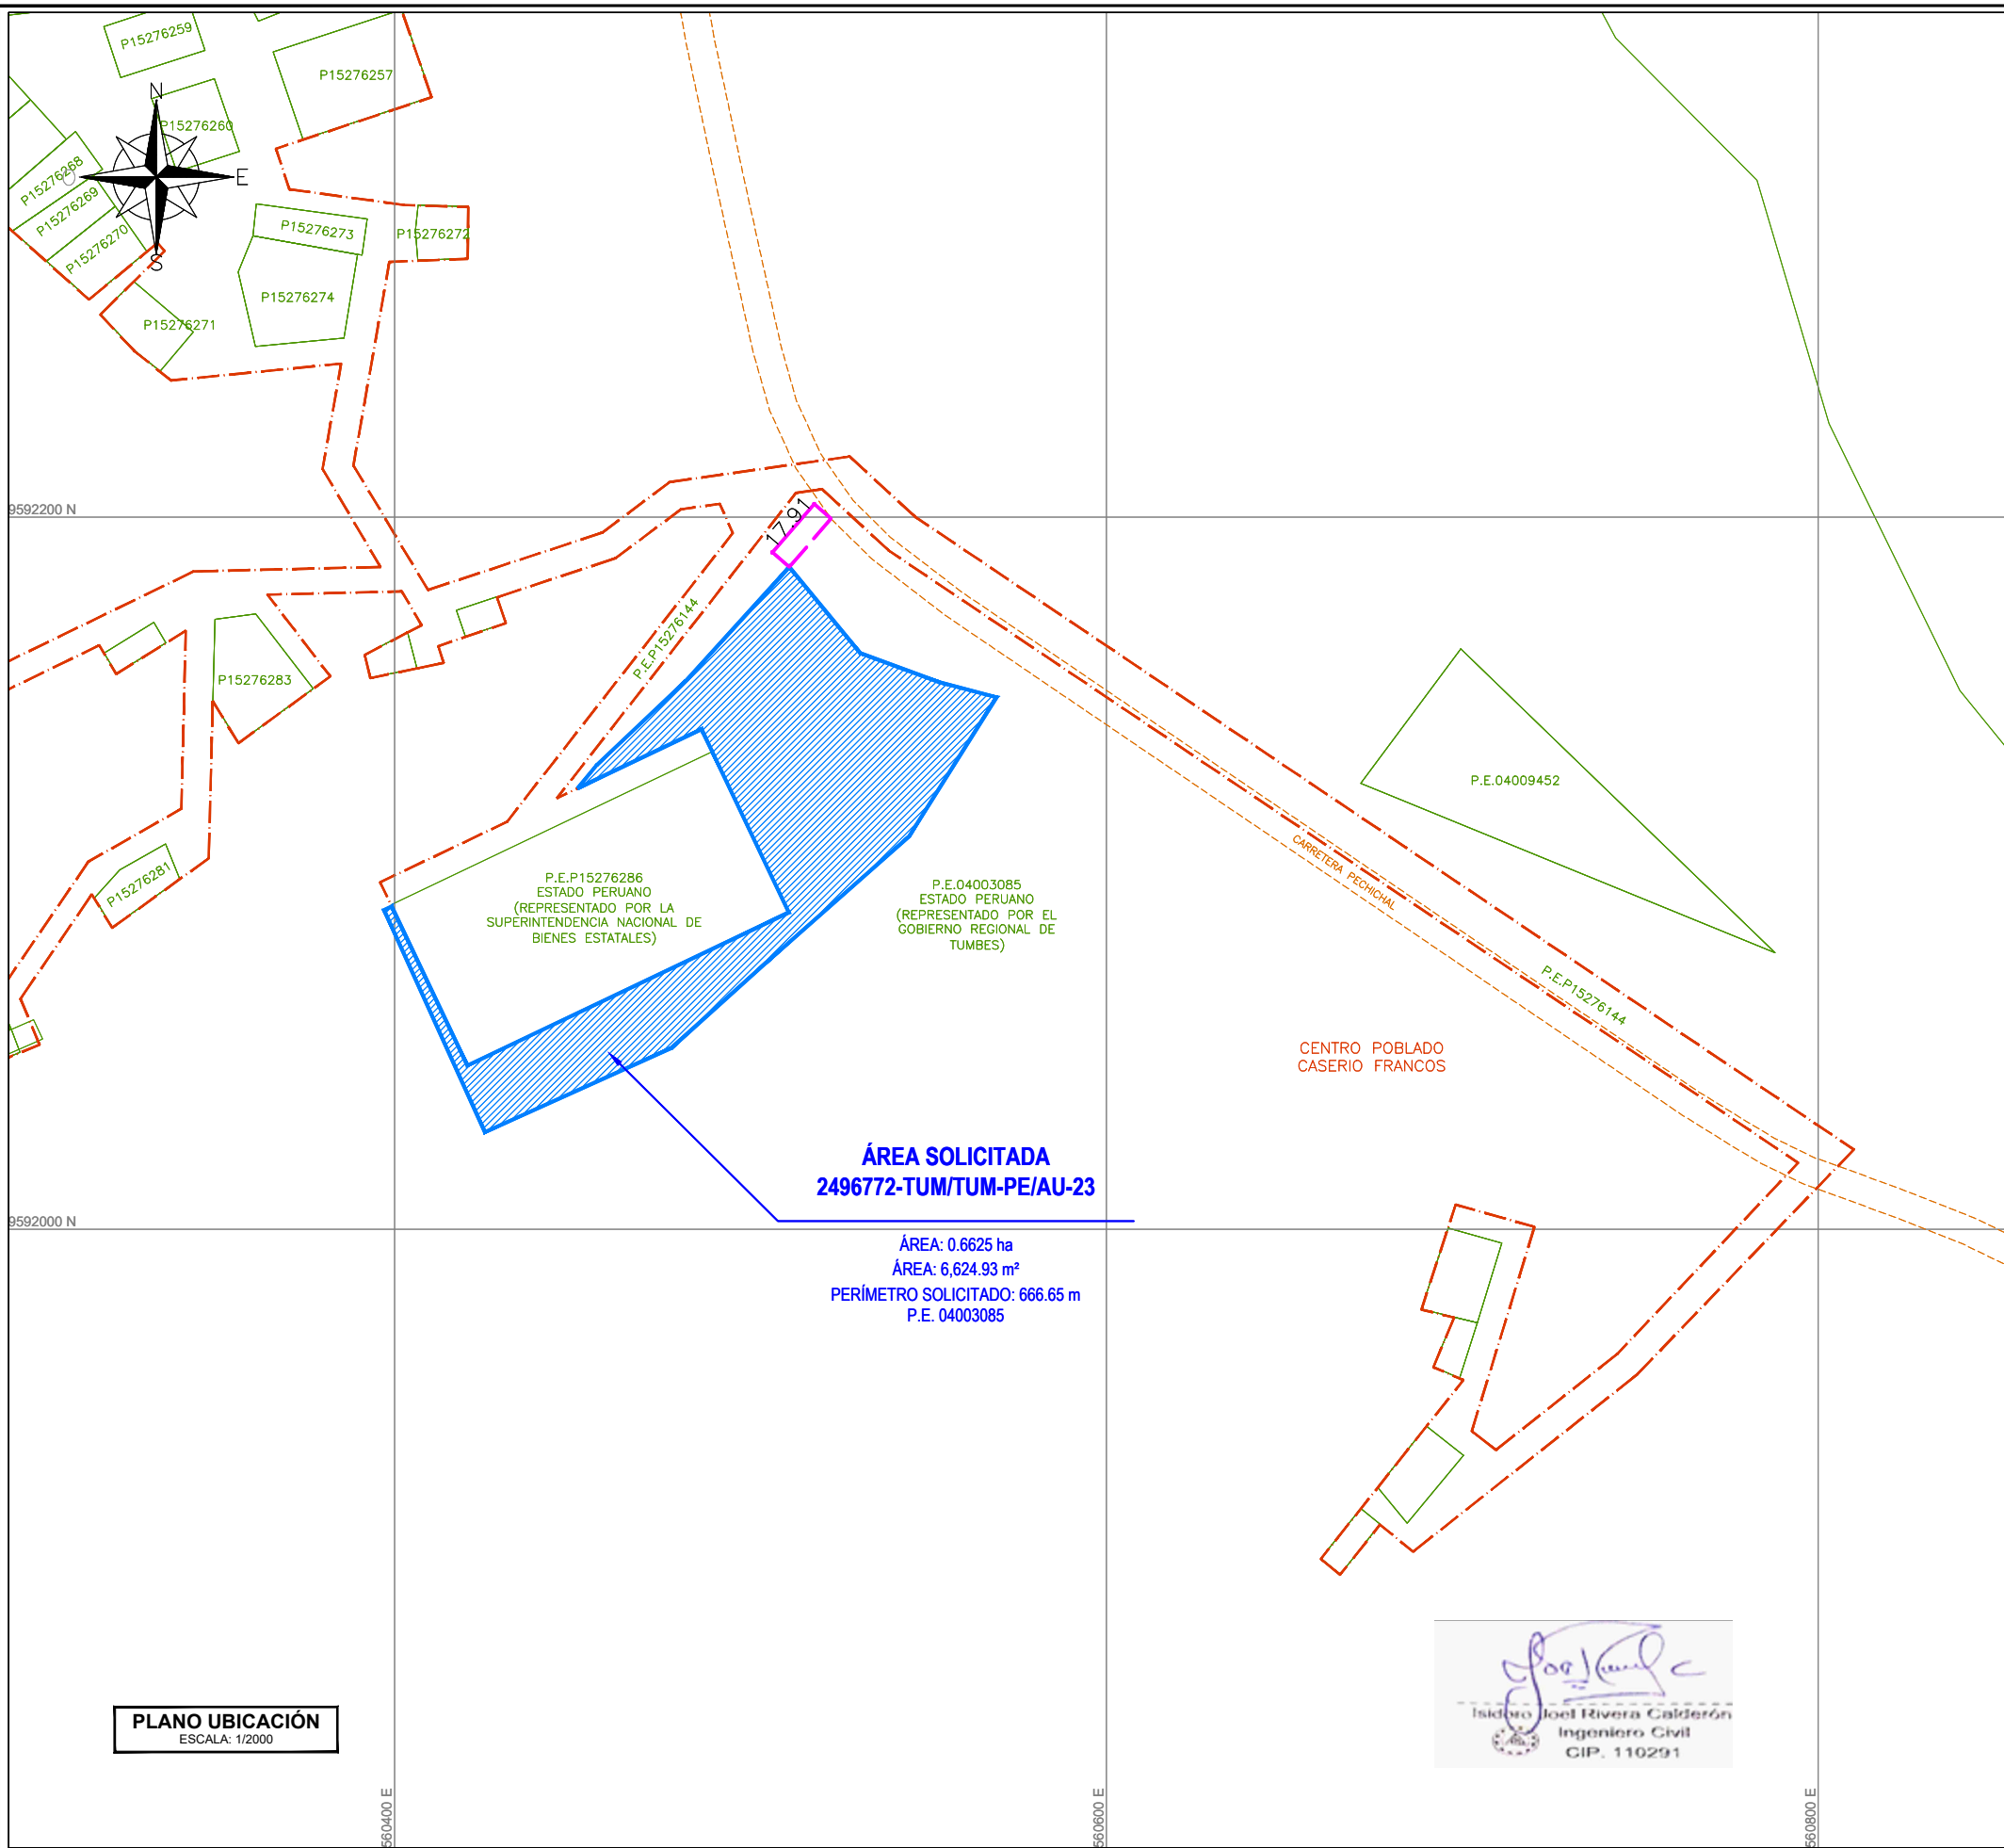 P15276259
P15276257
N
P15276260
P15276268
O
E
P15276269
P15276270
S
P15276273
P15276272
P15276274
P15276271
9592200 N
17.91
P.E.P15276144
P15276283
P.E.04009452
CARRETERA PECHICHAL
P15276281
P.E.P15276286
ESTADO PERUANO
(REPRESENTADO POR LA
SUPERINTENDENCIA NACIONAL DE
BIENES ESTATALES)
P.E.04003085
ESTADO PERUANO
(REPRESENTADO POR EL
GOBIERNO REGIONAL DE
TUMBES)
P.E.P15276144
CENTRO POBLADO
CASERIO FRANCOS
ÁREA SOLICITADA
2496772-TUM/TUM-PE/AU-23
9592000 N
ÁREA: 0.6625 ha
ÁREA: 6,624.93 m²
PERÍMETRO SOLICITADO: 666.65 m
P.E. 04003085
Isidoro Joel Rivera Calderón
Ingeniero Civil
CIP. 110291
PLANO UBICACIÓN
ESCALA: 1/2000
560400 E
560600 E
560800 E